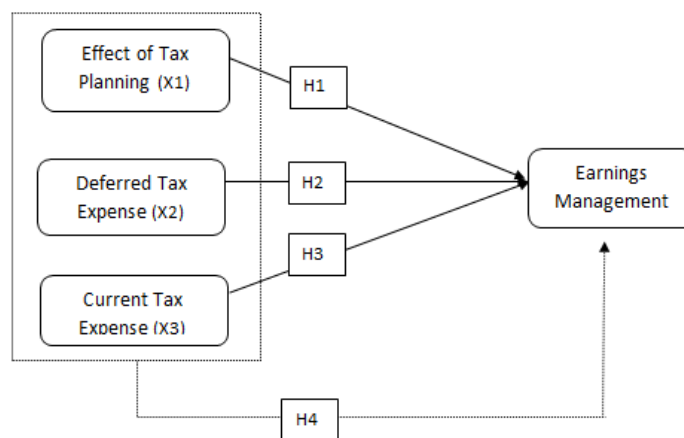 Effect of Tax
Planning (X1)
H1
Deferred Tax
Expense (X2)
H2
Earnings
Management
H3
Current Tax
Expense (X3)
H4